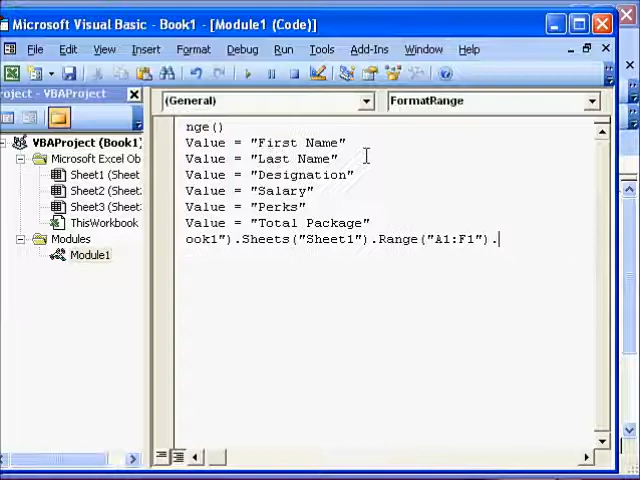 Microsoft Visual Basic - Book1 - [Module1 (Code)]
File Edit View Insert Format Debug Run Tools Add-Ins Window Help
roject - VBAProject
(General) FormatRange
VBAProject (Book1)
Microsoft Excel Ob
Sheet1 (Sheet
Sheet2 (Sheet
Sheet3 (Sheet
ThisWorkbook
Modules
Module1
nge()
Value = "First Name"
Value = "Last Name"
Value = "Designation"
Value = "Salary"
Value = "Perks"
Value = "Total Package"
ook1").Sheets("Sheet1").Range("A1:F1").